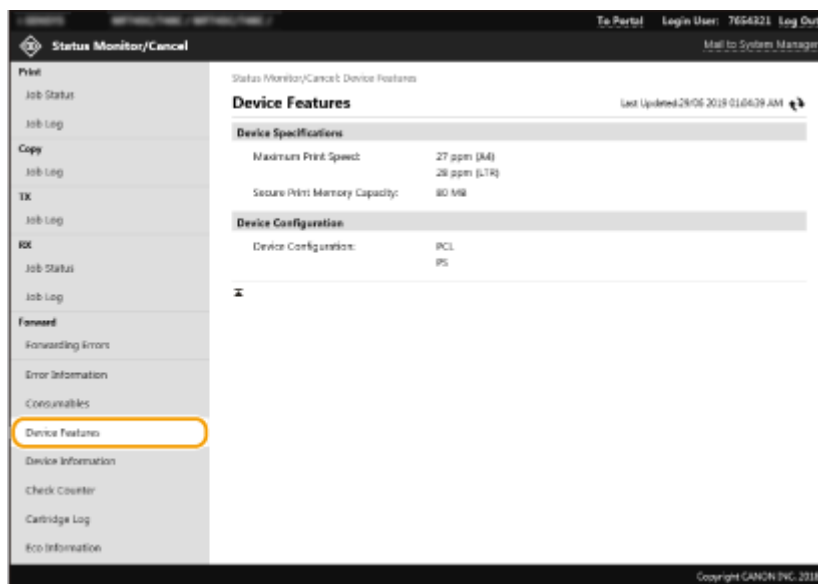 To Portal Login User: 7654321 Log Out
Status Monitor/Cancel
Mail to System Manager
Print
Job Status
Job Log
Copy
Job Log
TX
Job Log
RX
Job Status
Job Log
Forward
Forwarding Errors
Error Information
Consumables
Device Features
Device Information
Check Counter
Cartridge Log
Eco Information
Status Monitor/Cancel: Device Features
Device Features
Last Updated:29/06 2019 01:04:39 AM
Device Specifications
Maximum Print Speed: 27 ppm (A4)
28 ppm (LTR)
Secure Print Memory Capacity: 80 MB
Device Configuration
Device Configuration: PCL
PS
Copyright CANON INC. 2018